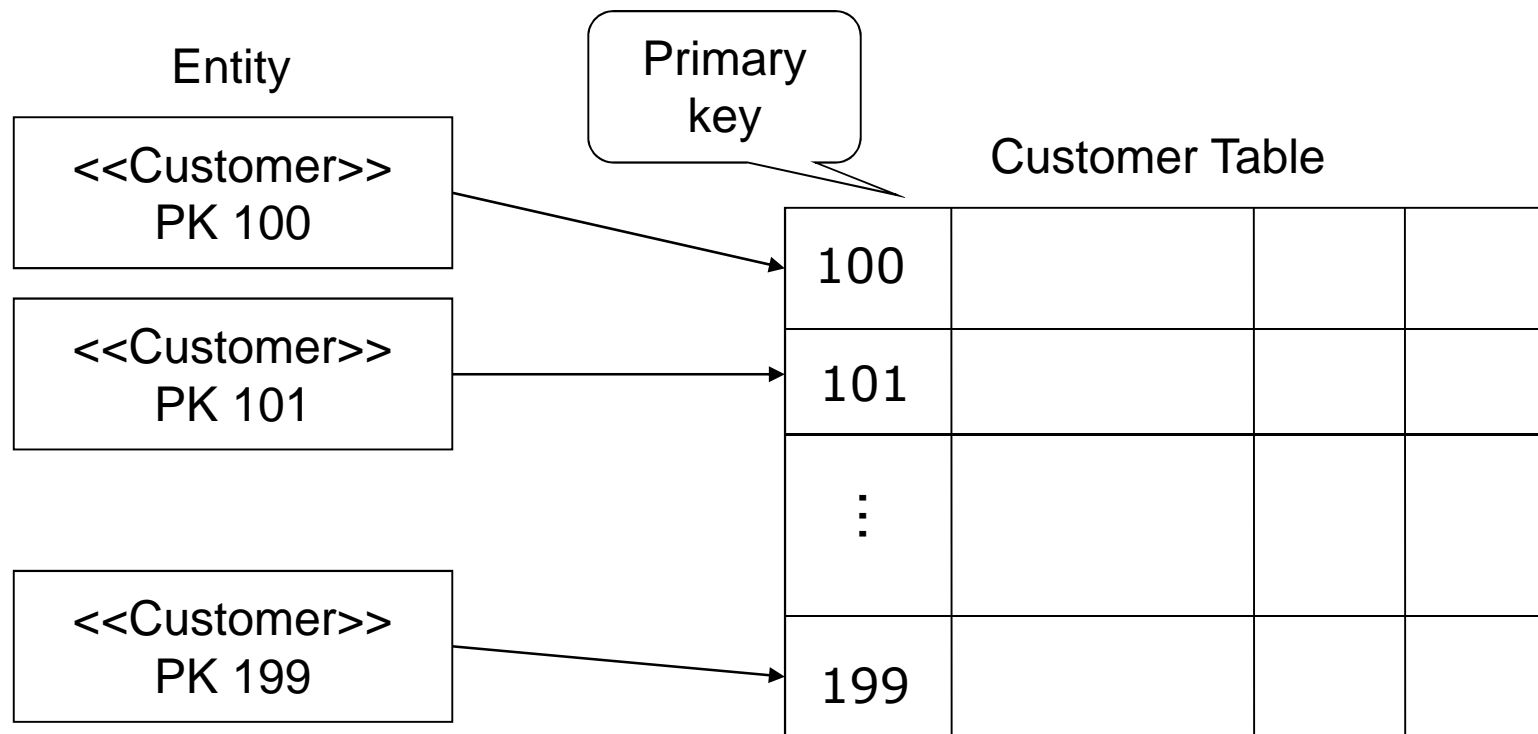 Entity
<<Customer>>
PK 100
<<Customer>>
PK 101
<<Customer>>
PK 199
Primary
key
Customer Table
100
101
⋮
199